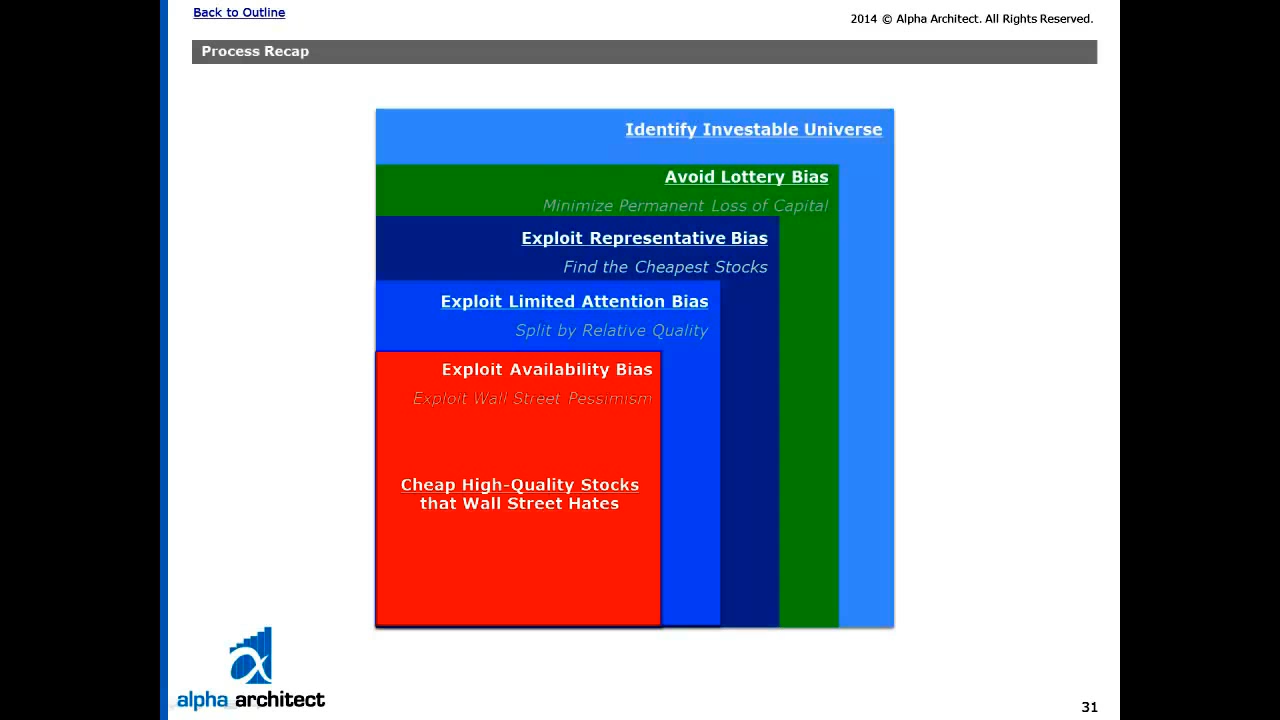 Back to Outline
2014 © Alpha Architect. All Rights Reserved.
Process Recap
Identify Investable Universe
Avoid Lottery Bias
Minimize Permanent Loss of Capital
Exploit Representative Bias
Find the Cheapest Stocks
Exploit Limited Attention Bias
Split by Relative Quality
Exploit Availability Bias
Exploit Wall Street Pessimism
Cheap High-Quality Stocks
that Wall Street Hates
alpha architect
31